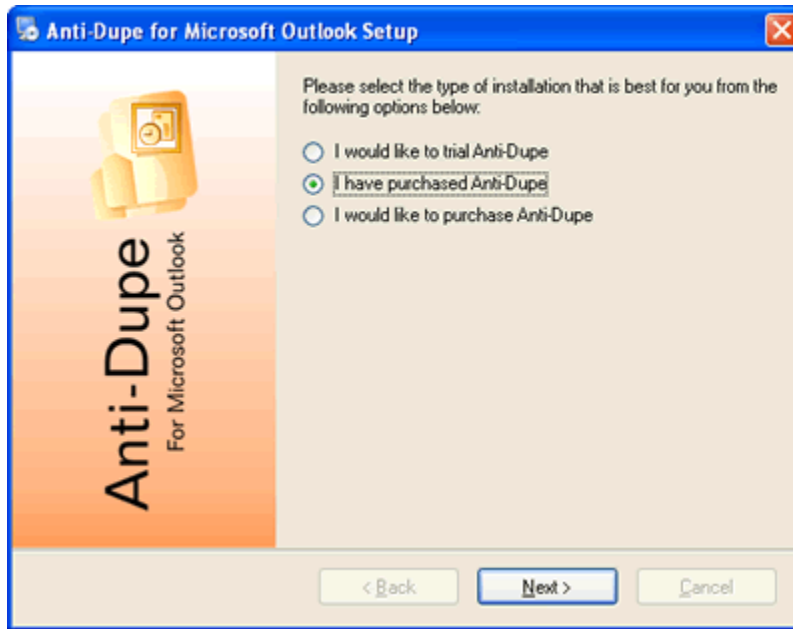 Anti-Dupe for Microsoft Outlook Setup
Please select the type of installation that is best for you from the
following options below:
I would like to trial Anti-Dupe
I have purchased Anti-Dupe
I would like to purchase Anti-Dupe
Anti-Dupe
For Microsoft Outlook
< Back
Next >
Cancel